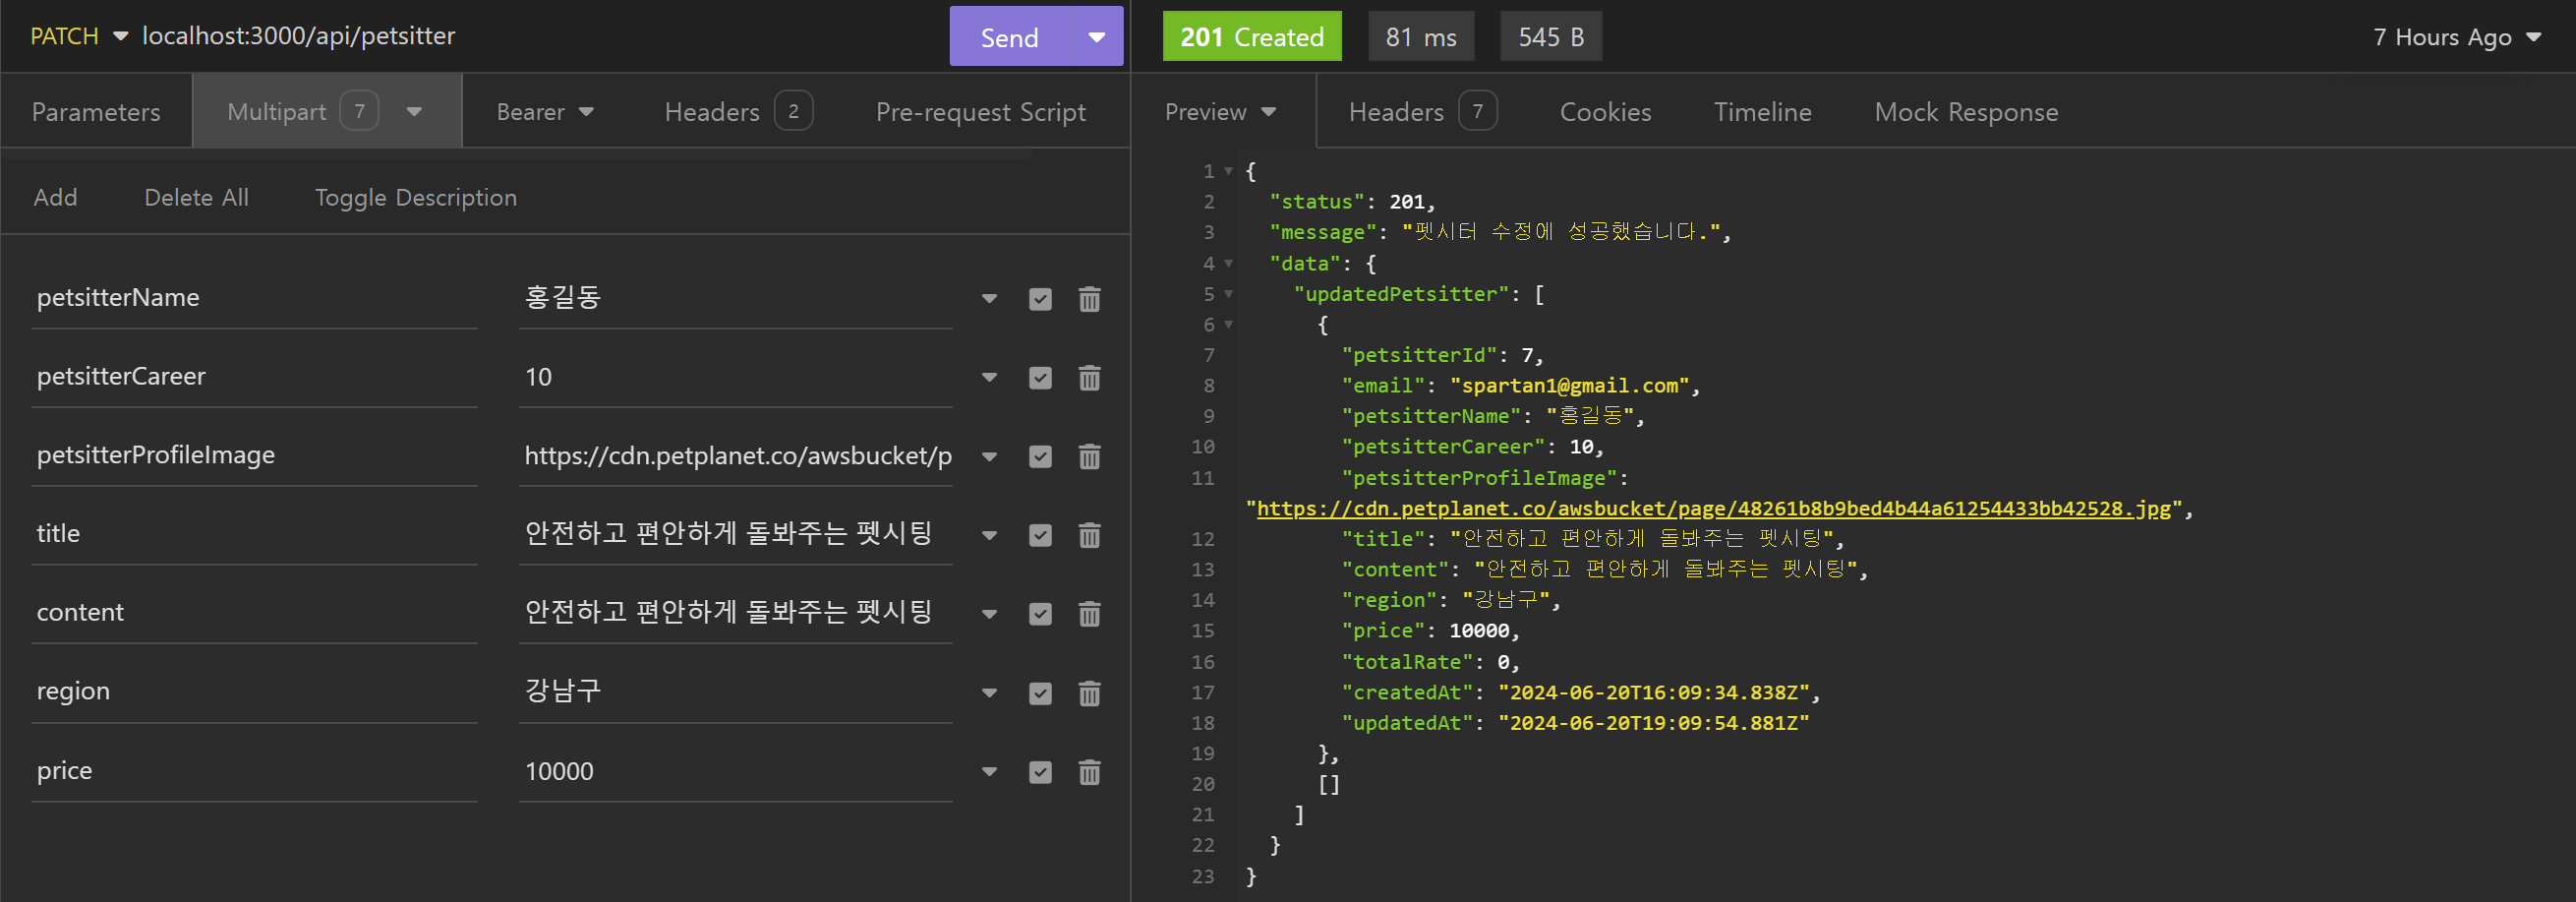 PATCH localhost:3000/api/petsitter Send
Parameters Multipart 7 Bearer Headers 2 Pre-request Script
Add Delete All Toggle Description
petsitterName 홍길동
petsitterCareer 10
petsitterProfileImage https://cdn.petplanet.co/awsbucket/p
title 안전하고 편안하게 돌봐주는 펫시팅
content 안전하고 편안하게 돌봐주는 펫시팅
region 강남구
price 10000
201 Created 81 ms 545 B 7 Hours Ago
Preview Headers 7 Cookies Timeline Mock Response
1 {
2 "status": 201,
3 "message": "펫시터 수정에 성공했습니다.",
4 "data": {
5 "updatedPetsitter": [
6 {
7 "petsitterId": 7,
8 "email": "spartan1@gmail.com",
9 "petsitterName": "홍길동",
10 "petsitterCareer": 10,
11 "petsitterProfileImage":
"https://cdn.petplanet.co/awsbucket/page/48261b8b9bed4b44a61254433bb42528.jpg",
12 "title": "안전하고 편안하게 돌봐주는 펫시팅",
13 "content": "안전하고 편안하게 돌봐주는 펫시팅",
14 "region": "강남구",
15 "price": 10000,
16 "totalRate": 0,
17 "createdAt": "2024-06-20T16:09:34.838Z",
18 "updatedAt": "2024-06-20T19:09:54.881Z"
19 },
20 []
21 ]
22 }
23 }